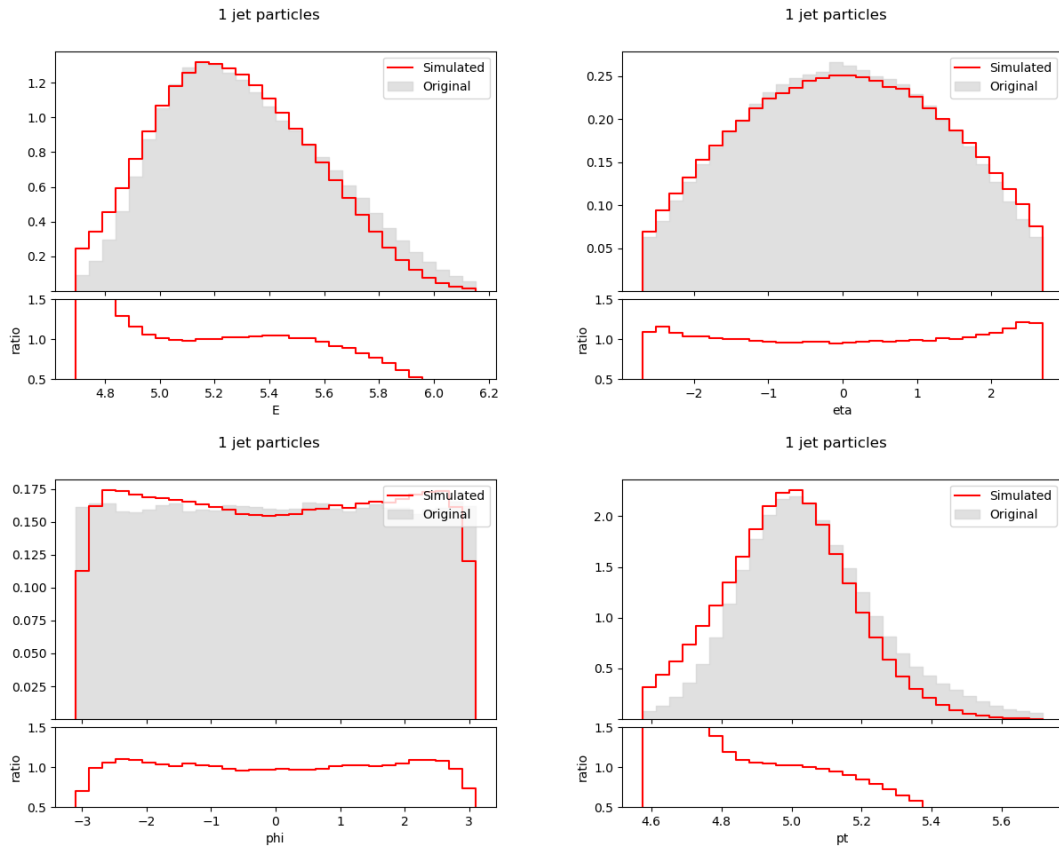 1 jet particles
1.2
1.0
0.8
0.6
0.4
0.2
Simulated
Original
1.5
1.0
0.5
ratio
4.8 5.0 5.2 5.4 5.6 5.8 6.0 6.2
E
1 jet particles
0.25
0.20
0.15
0.10
0.05
Simulated
Original
1.5
1.0
0.5
ratio
−2 −1 0 1 2
eta
1 jet particles
0.175
0.150
0.125
0.100
0.075
0.050
0.025
Simulated
Original
1.5
1.0
0.5
ratio
−3 −2 −1 0 1 2 3
phi
1 jet particles
2.0
1.5
1.0
0.5
Simulated
Original
1.5
1.0
0.5
ratio
4.6 4.8 5.0 5.2 5.4 5.6
pt